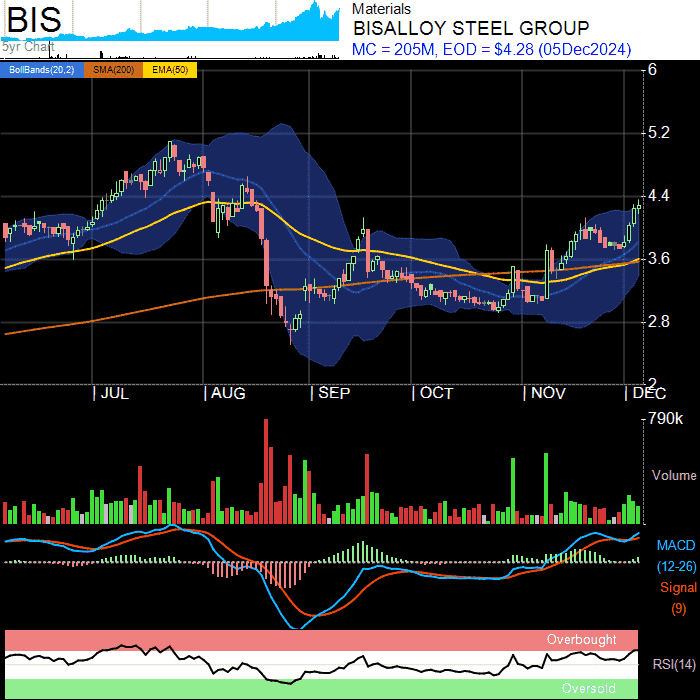 BIS
5yr Chart
Materials
BISALLOY STEEL GROUP
MC = 205M, EOD = $4.28 (05Dec2024)
BollBands(20,2) SMA(200) EMA(50)
6
5.2
4.4
3.6
2.8
2
JUL AUG SEP OCT NOV DEC
790k
Volume
MACD
(12-26)
Signal
(9)
Overbought
RSI(14)
Oversold